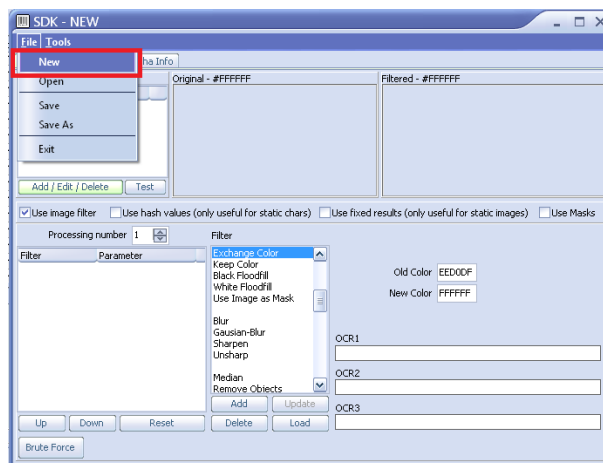 SDK - NEW
File Tools
New
ha Info
Open
Save
Save As
Exit
Original - #FFFFFF
Filtered - #FFFFFF
Add / Edit / Delete
Test
Use image filter
Use hash values (only useful for static chars)
Use fixed results (only useful for static images)
Use Masks
Processing number 1
Filter
Filter Parameter
Exchange Color
Keep Color
Black Floodfill
White Floodfill
Use Image as Mask
Blur
Gausian-Blur
Sharpen
Unsharp
Median
Remove Objects
Old Color EED0DF
New Color FFFFFF
OCR1
OCR2
OCR3
Add Update
Up Down Reset
Delete Load
Brute Force